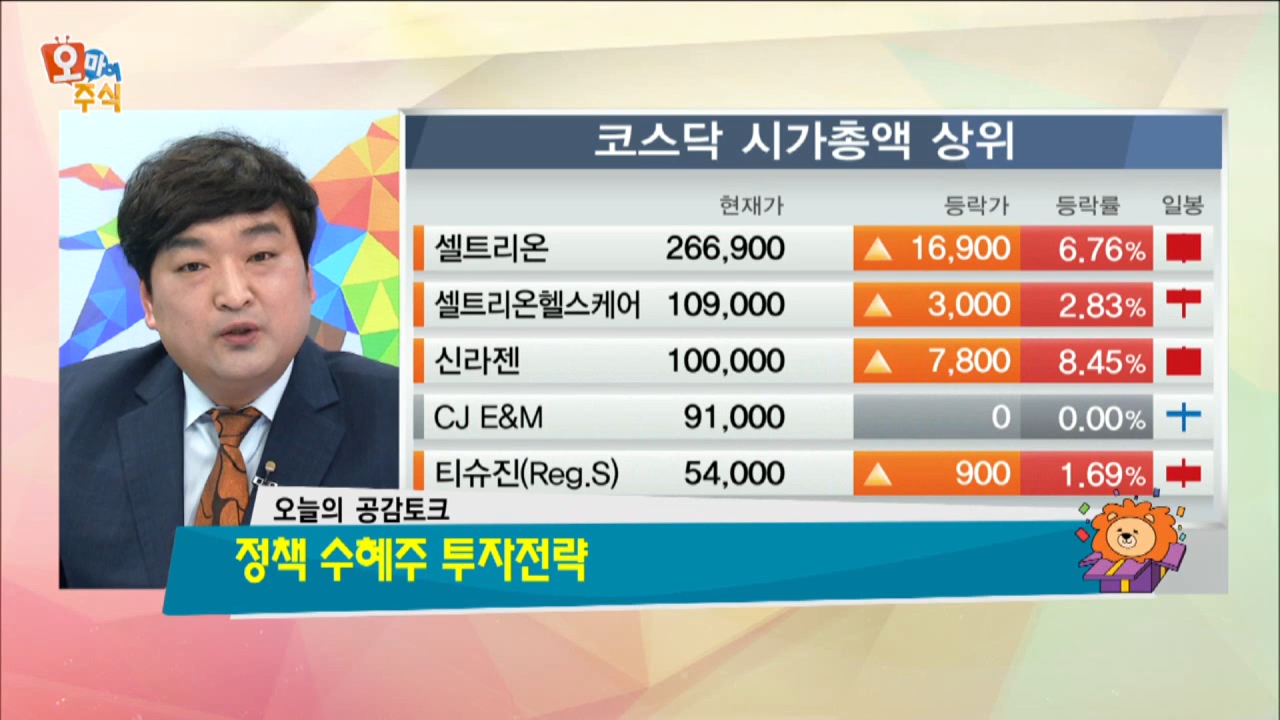 오마이
주식
코스닥 시가총액 상위
현재가 등락가 등락률 일봉
셀트리온 266,900 ▲ 16,900 6.76%
셀트리온헬스케어 109,000 ▲ 3,000 2.83%
신라젠 100,000 ▲ 7,800 8.45%
CJ E&M 91,000 0 0.00%
티슈진(Reg.S) 54,000 ▲ 900 1.69%
오늘의 공감토크
정책 수혜주 투자전략